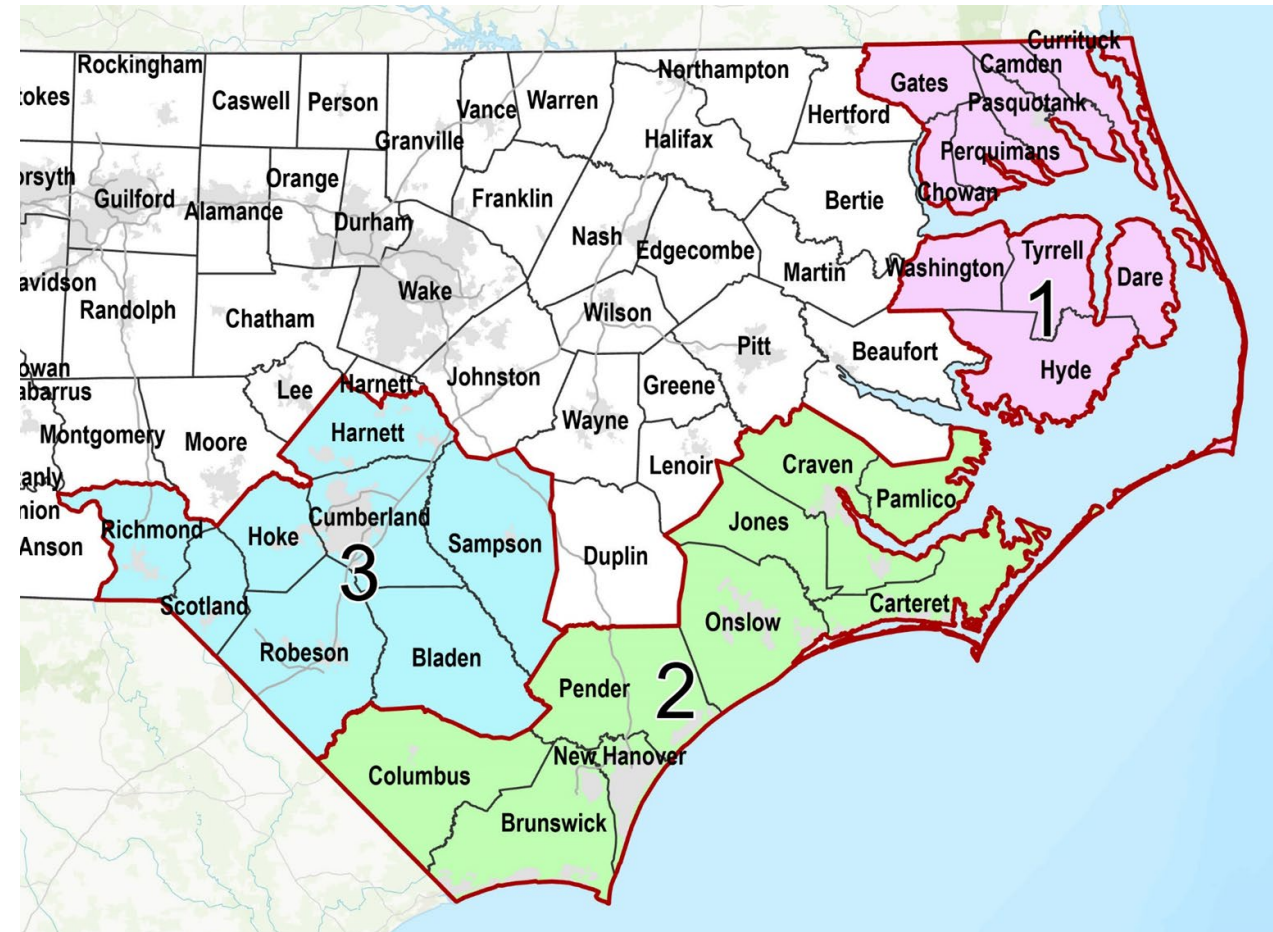 Currituck
Rockingham
Northampton
Camden
Gates
okes
Caswell
Person
Vance
Warren
Pasquotank
Hertford
Granville
Halifax
Perquimans
orsyth
Orange
Guilford
Franklin
Bertie
Chowan
Alamance
Durham
Nash
Edgecombe
Tyrrell
Martin
Washington
Dare
avidson
Wake
Randolph
Chatham
Wilson
1
Pitt
Beaufort
owan
Hyde
Johnston
Narnett
Greene
abarrus
Lee
Wayne
Harnett
Montgomery
Moore
Lenoir
Craven
anly
Pamlico
nion
Richmond
Cumberland
Jones
Hoke
Anson
Sampson
Duplin
3
Scotland
Carteret
Onslow
Robeson
Bladen
Pender
2
New Hanover
Columbus
Brunswick